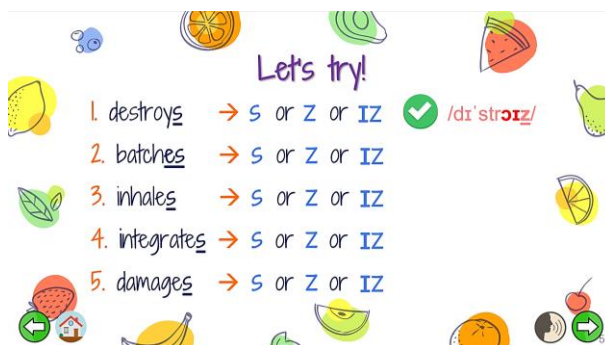 Let's try!
1. destroys → S or Z or IZ /dɪˈstrɔɪz/
2. batches → S or Z or IZ
3. inhales → S or Z or IZ
4. integrates → S or Z or IZ
5. damages → S or Z or IZ